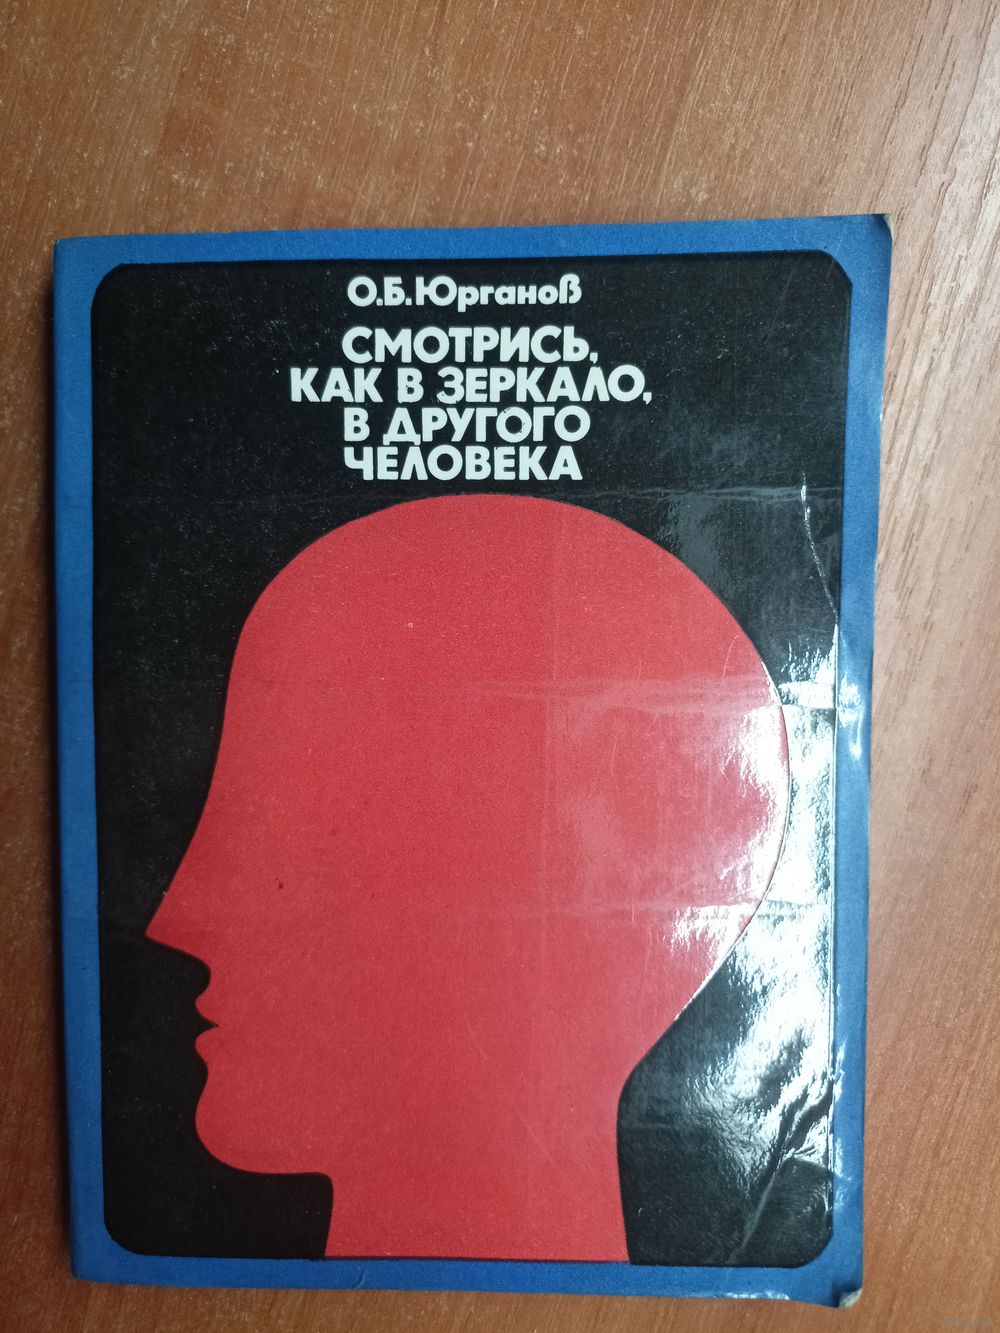 О.Б.Юрганов
СМОТРИСЬ,
КАК В ЗЕРКАЛО,
В ДРУГОГО
ЧЕЛОВЕКА